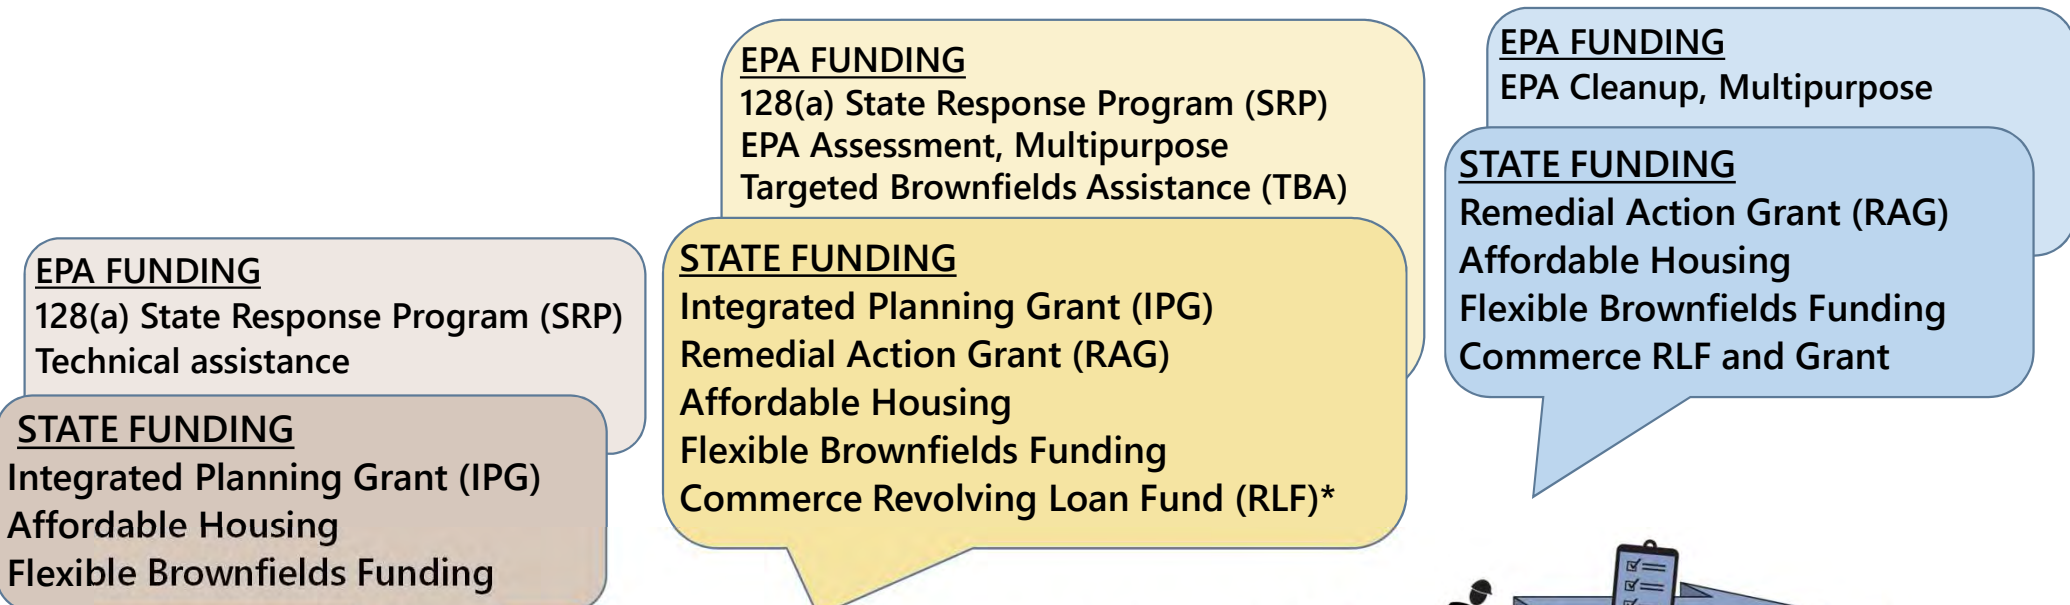 EPA FUNDING
128(a) State Response Program (SRP)
Technical assistance
STATE FUNDING
Integrated Planning Grant (IPG)
Affordable Housing
Flexible Brownfields Funding
EPA FUNDING
128(a) State Response Program (SRP)
EPA Assessment, Multipurpose
Targeted Brownfields Assistance (TBA)
STATE FUNDING
Integrated Planning Grant (IPG)
Remedial Action Grant (RAG)
Affordable Housing
Flexible Brownfields Funding
Commerce Revolving Loan Fund (RLF)*
EPA FUNDING
EPA Cleanup, Multipurpose
STATE FUNDING
Remedial Action Grant (RAG)
Affordable Housing
Flexible Brownfields Funding
Commerce RLF and Grant